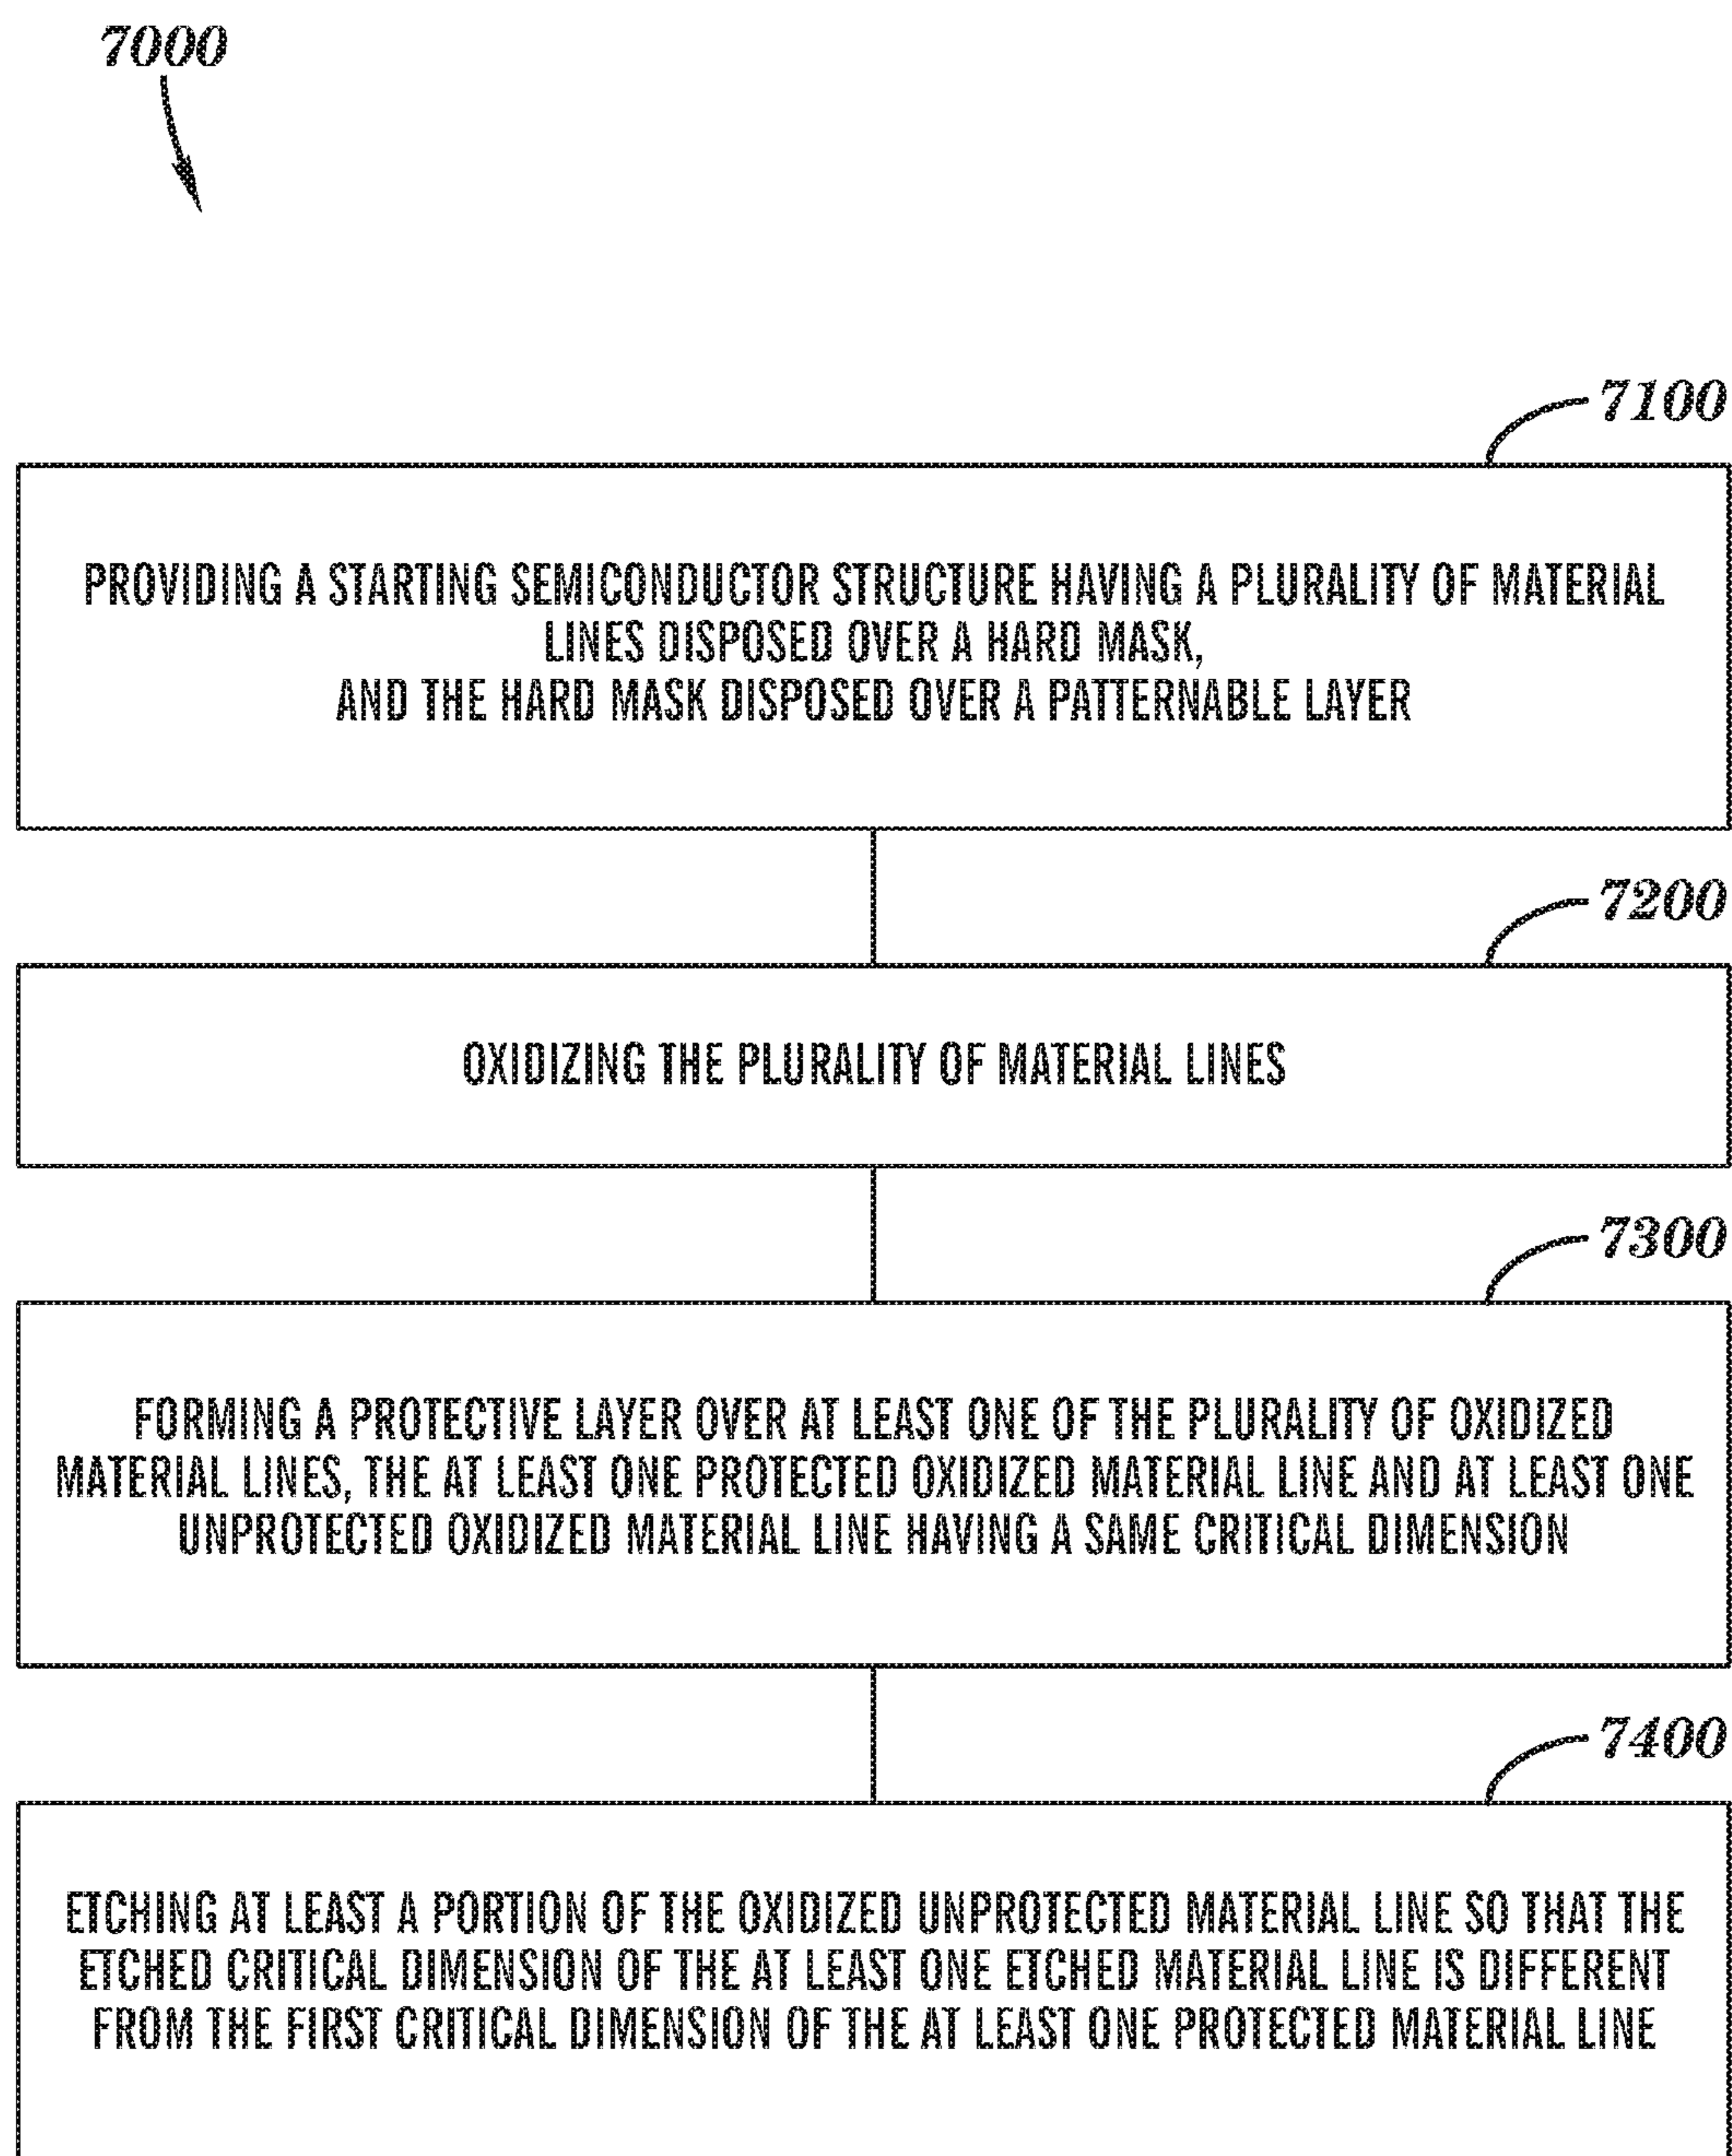 7000
7100
PROVIDING A STARTING SEMICONDUCTOR STRUCTURE HAVING A PLURALITY OF MATERIAL
LINES DISPOSED OVER A HARD MASK,
AND THE HARD MASK DISPOSED OVER A PATTERNABLE LAYER
7200
OXIDIZING THE PLURALITY OF MATERIAL LINES
7300
FORMING A PROTECTIVE LAYER OVER AT LEAST ONE OF THE PLURALITY OF OXIDIZED
MATERIAL LINES, THE AT LEAST ONE PROTECTED OXIDIZED MATERIAL LINE AND AT LEAST ONE
UNPROTECTED OXIDIZED MATERIAL LINE HAVING A SAME CRITICAL DIMENSION
7400
ETCHING AT LEAST A PORTION OF THE OXIDIZED UNPROTECTED MATERIAL LINE SO THAT THE
ETCHED CRITICAL DIMENSION OF THE AT LEAST ONE ETCHED MATERIAL LINE IS DIFFERENT
FROM THE FIRST CRITICAL DIMENSION OF THE AT LEAST ONE PROTECTED MATERIAL LINE